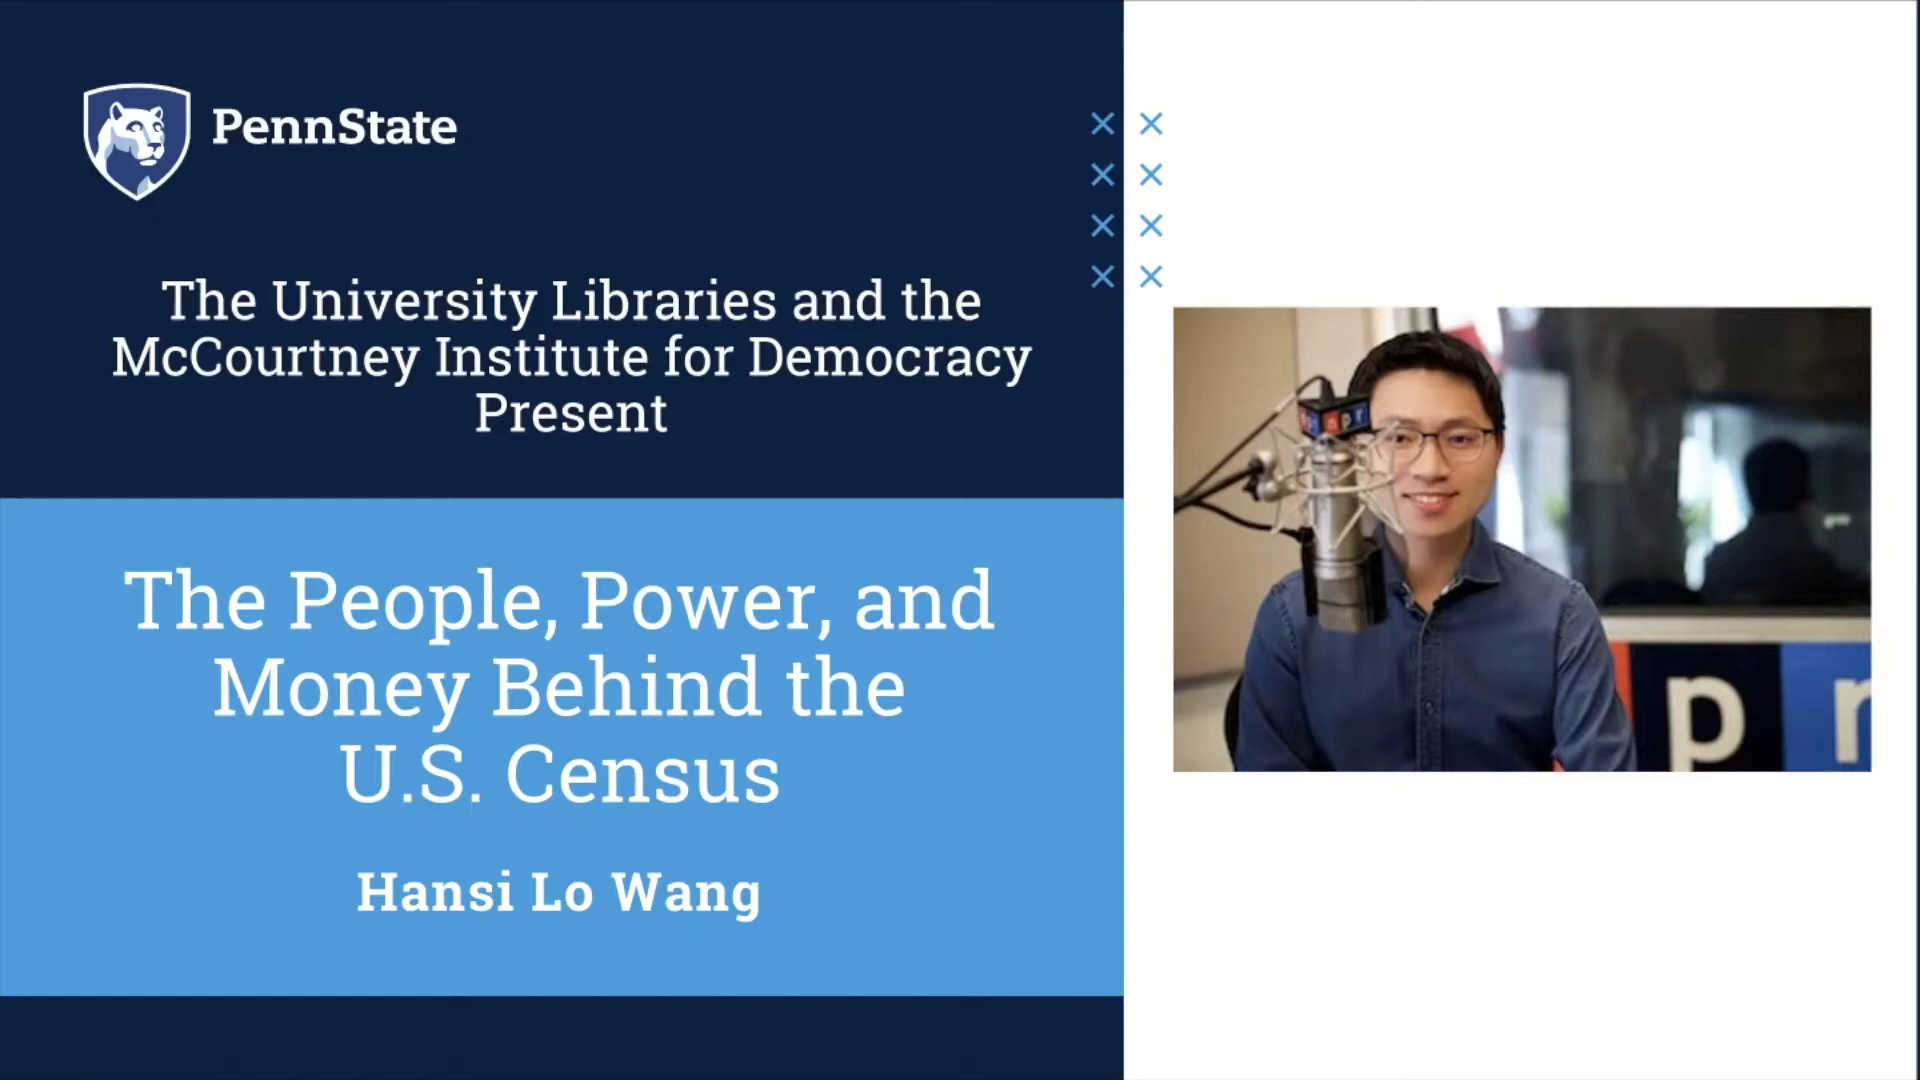 PennState
The University Libraries and the
McCourtney Institute for Democracy
Present
The People, Power, and
Money Behind the
U.S. Census
Hansi Lo Wang
npr
p r